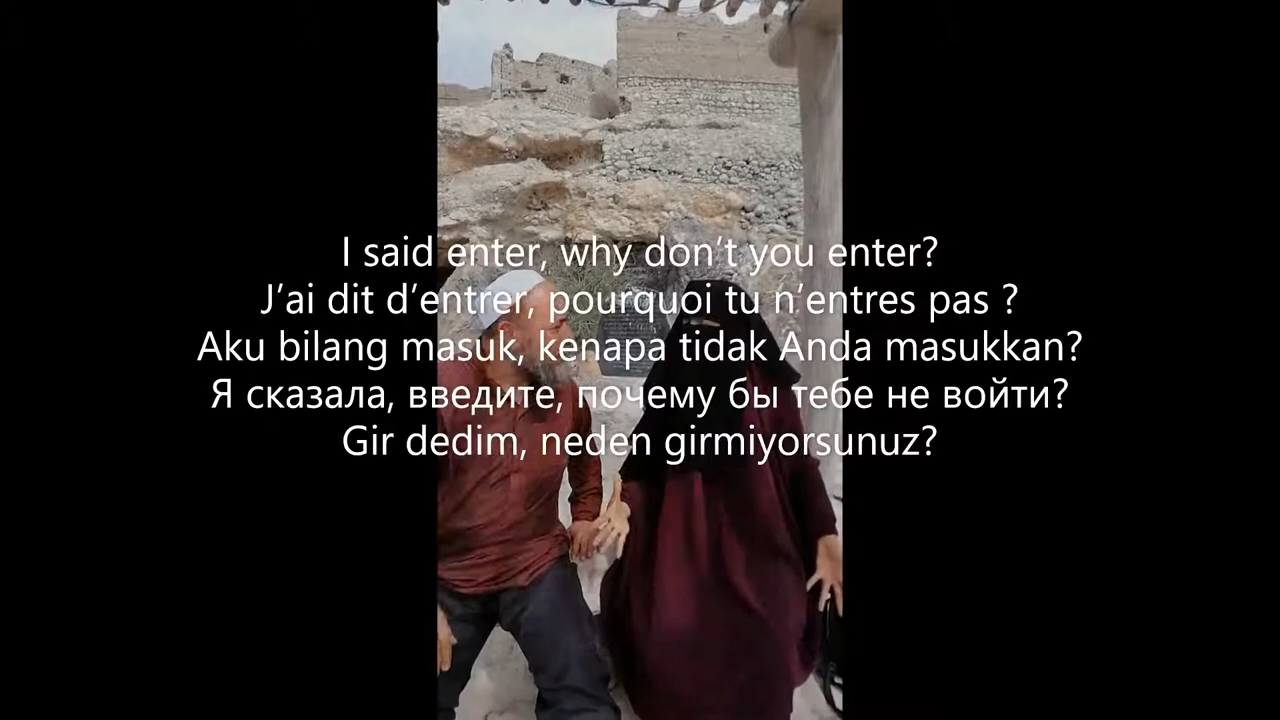 I said enter, why don’t you enter?
J’ai dit d’entrer, pourquoi tu n’entres pas ?
Aku bilang masuk, kenapa tidak Anda masukkan?
Я сказала, введите, почему бы тебе не войти?
Gir dedim, neden girmiyorsunuz?